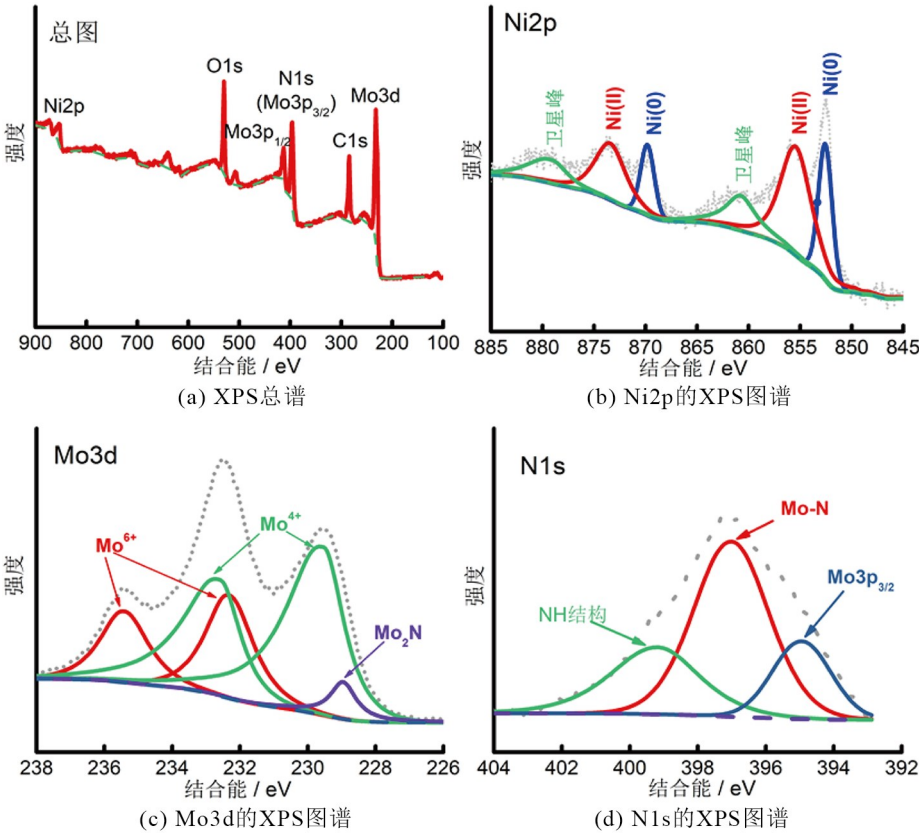 总图
O1s
N1s
(Mo3p3/2)
Mo3d
Ni2p
Mo3p1/2
C1s
强度
900 800 700 600 500 400 300 200 100
结合能 / eV
(a) XPS总谱
Ni2p
卫星峰
Ni(II)
Ni(0)
卫星峰
Ni(II)
Ni(0)
强度
885 880 875 870 865 860 855 850 845
结合能 / eV
(b) Ni2p的XPS图谱
Mo3d
Mo6+
Mo4+
Mo2N
强度
238 236 234 232 230 228 226
结合能 / eV
(c) Mo3d的XPS图谱
N1s
Mo-N
Mo3p3/2
NH结构
强度
404 402 400 398 396 394 392
结合能 / eV
(d) N1s的XPS图谱